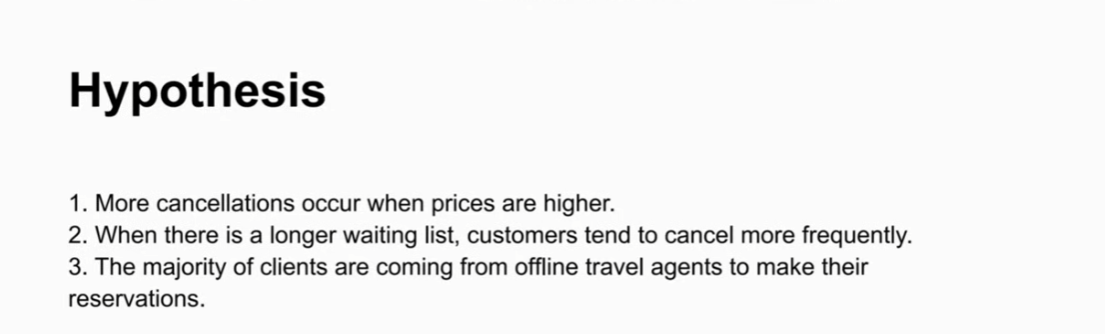 Hypothesis
1. More cancellations occur when prices are higher.
2. When there is a longer waiting list, customers tend to cancel more frequently.
3. The majority of clients are coming from offline travel agents to make their
reservations.